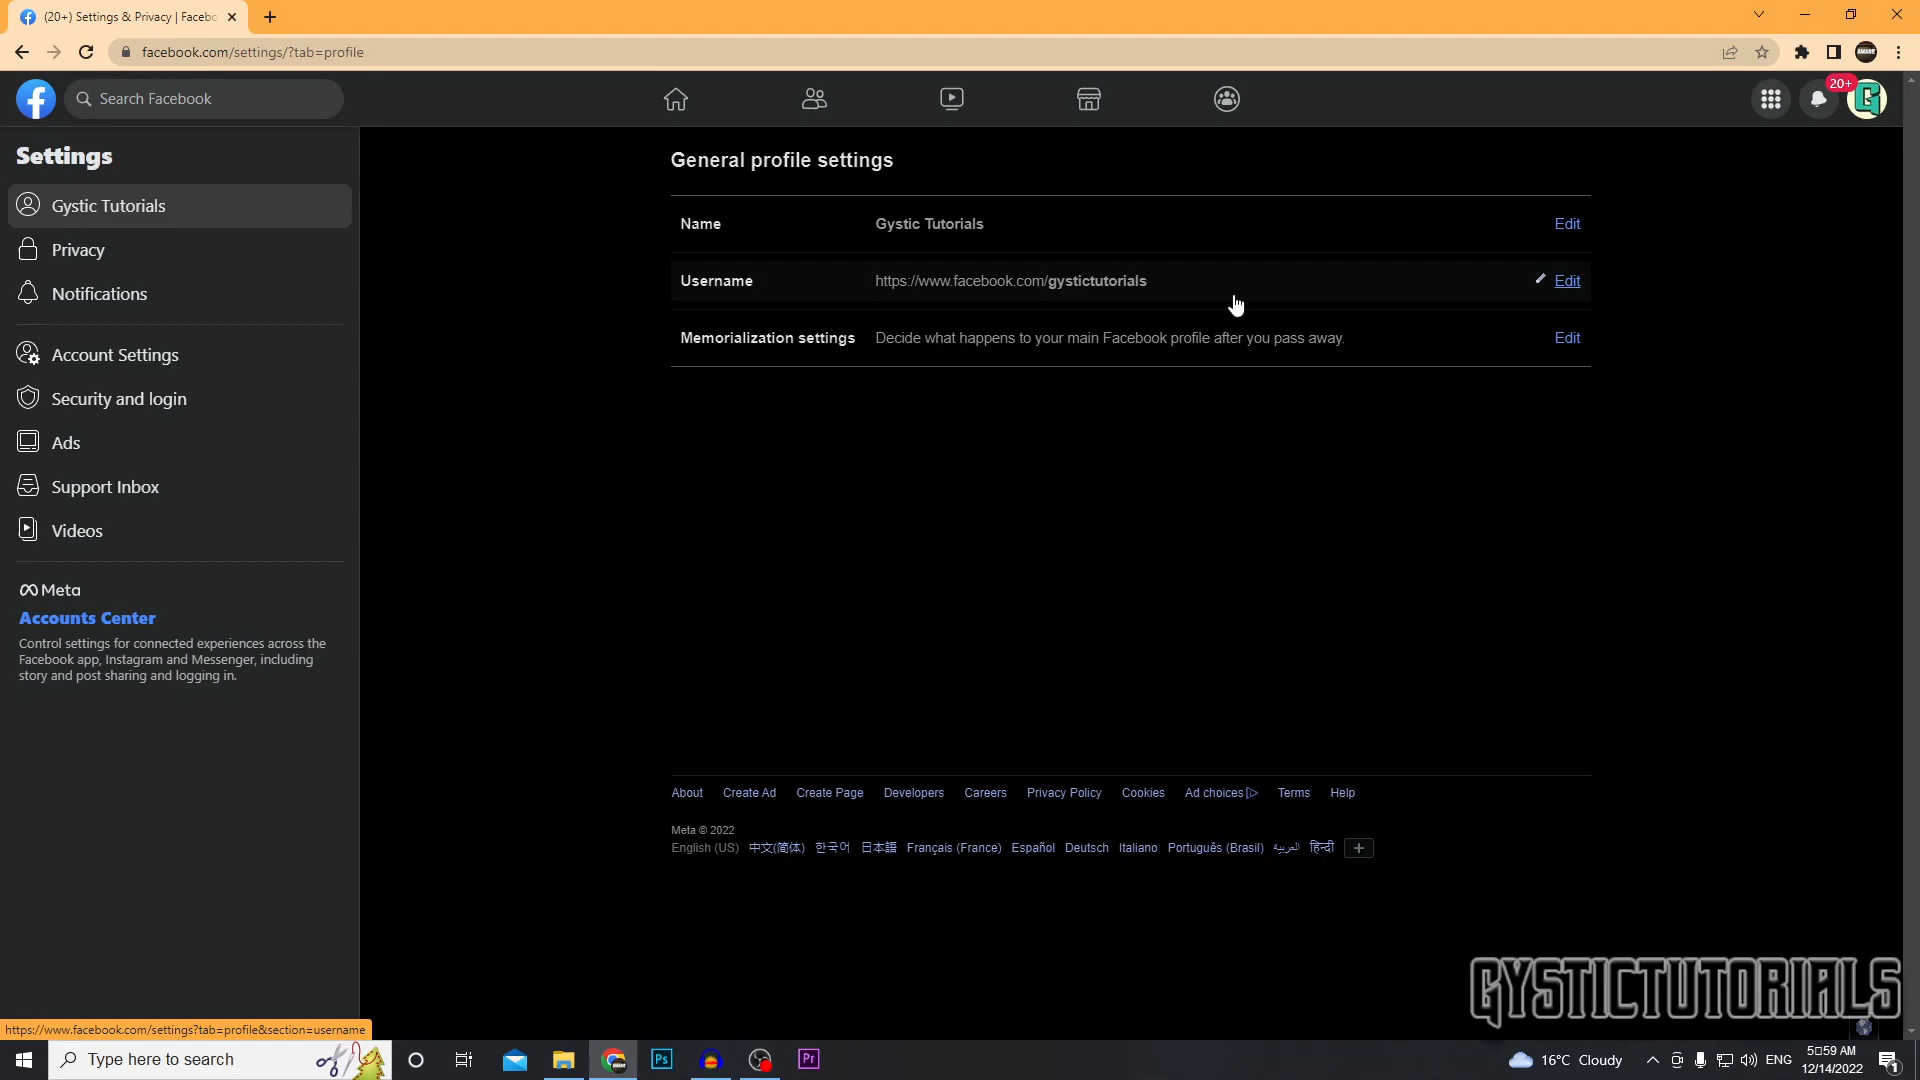 (20+) Settings & Privacy | Facebo
facebook.com/settings/?tab=profile
Search Facebook
20+
Settings
Gystic Tutorials
Privacy
Notifications
Account Settings
Security and login
Ads
Support Inbox
Videos
Meta
Accounts Center
Control settings for connected experiences across the
Facebook app, Instagram and Messenger, including
story and post sharing and logging in.
General profile settings
Name Gystic Tutorials Edit
Username https://www.facebook.com/gystictutorials Edit
Memorialization settings Decide what happens to your main Facebook profile after you pass away. Edit
About Create Ad Create Page Developers Careers Privacy Policy Cookies Ad choices Terms Help
Meta © 2022
English (US) 中文(简体) 한국어 日本語 Français (France) Español Deutsch Italiano Português (Brasil) العربية हिन्दी
GYSTICTUTORIALS
https://www.facebook.com/settings?tab=profile&section=username
Type here to search
Ps
Pr
16°C Cloudy
ENG
5:59 AM
12/14/2022
1